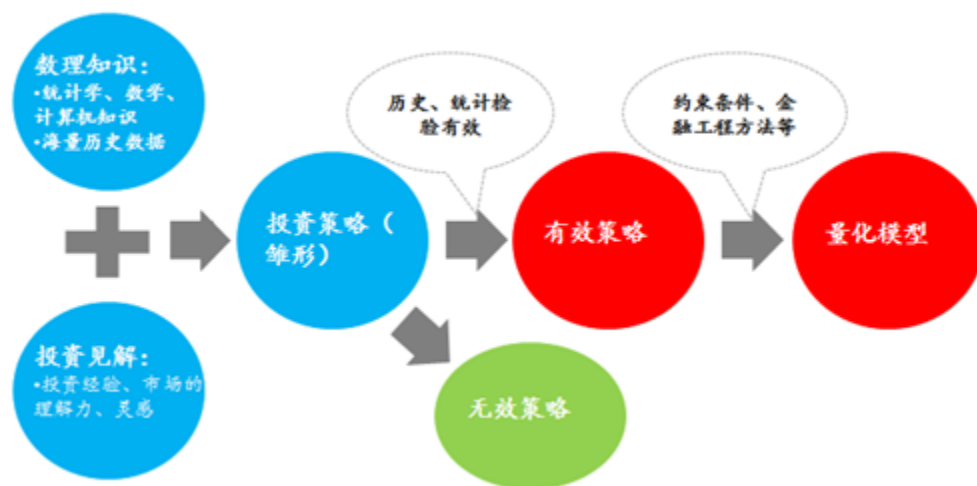 数理知识：
•统计学、数学、
计算机知识
•海量历史数据
投资见解：
•投资经验、市场的
理解力、灵感
投资策略（
雏形）
历史、统计检
验有效
有效策略
无效策略
约束条件、金
融工程方法等
量化模型